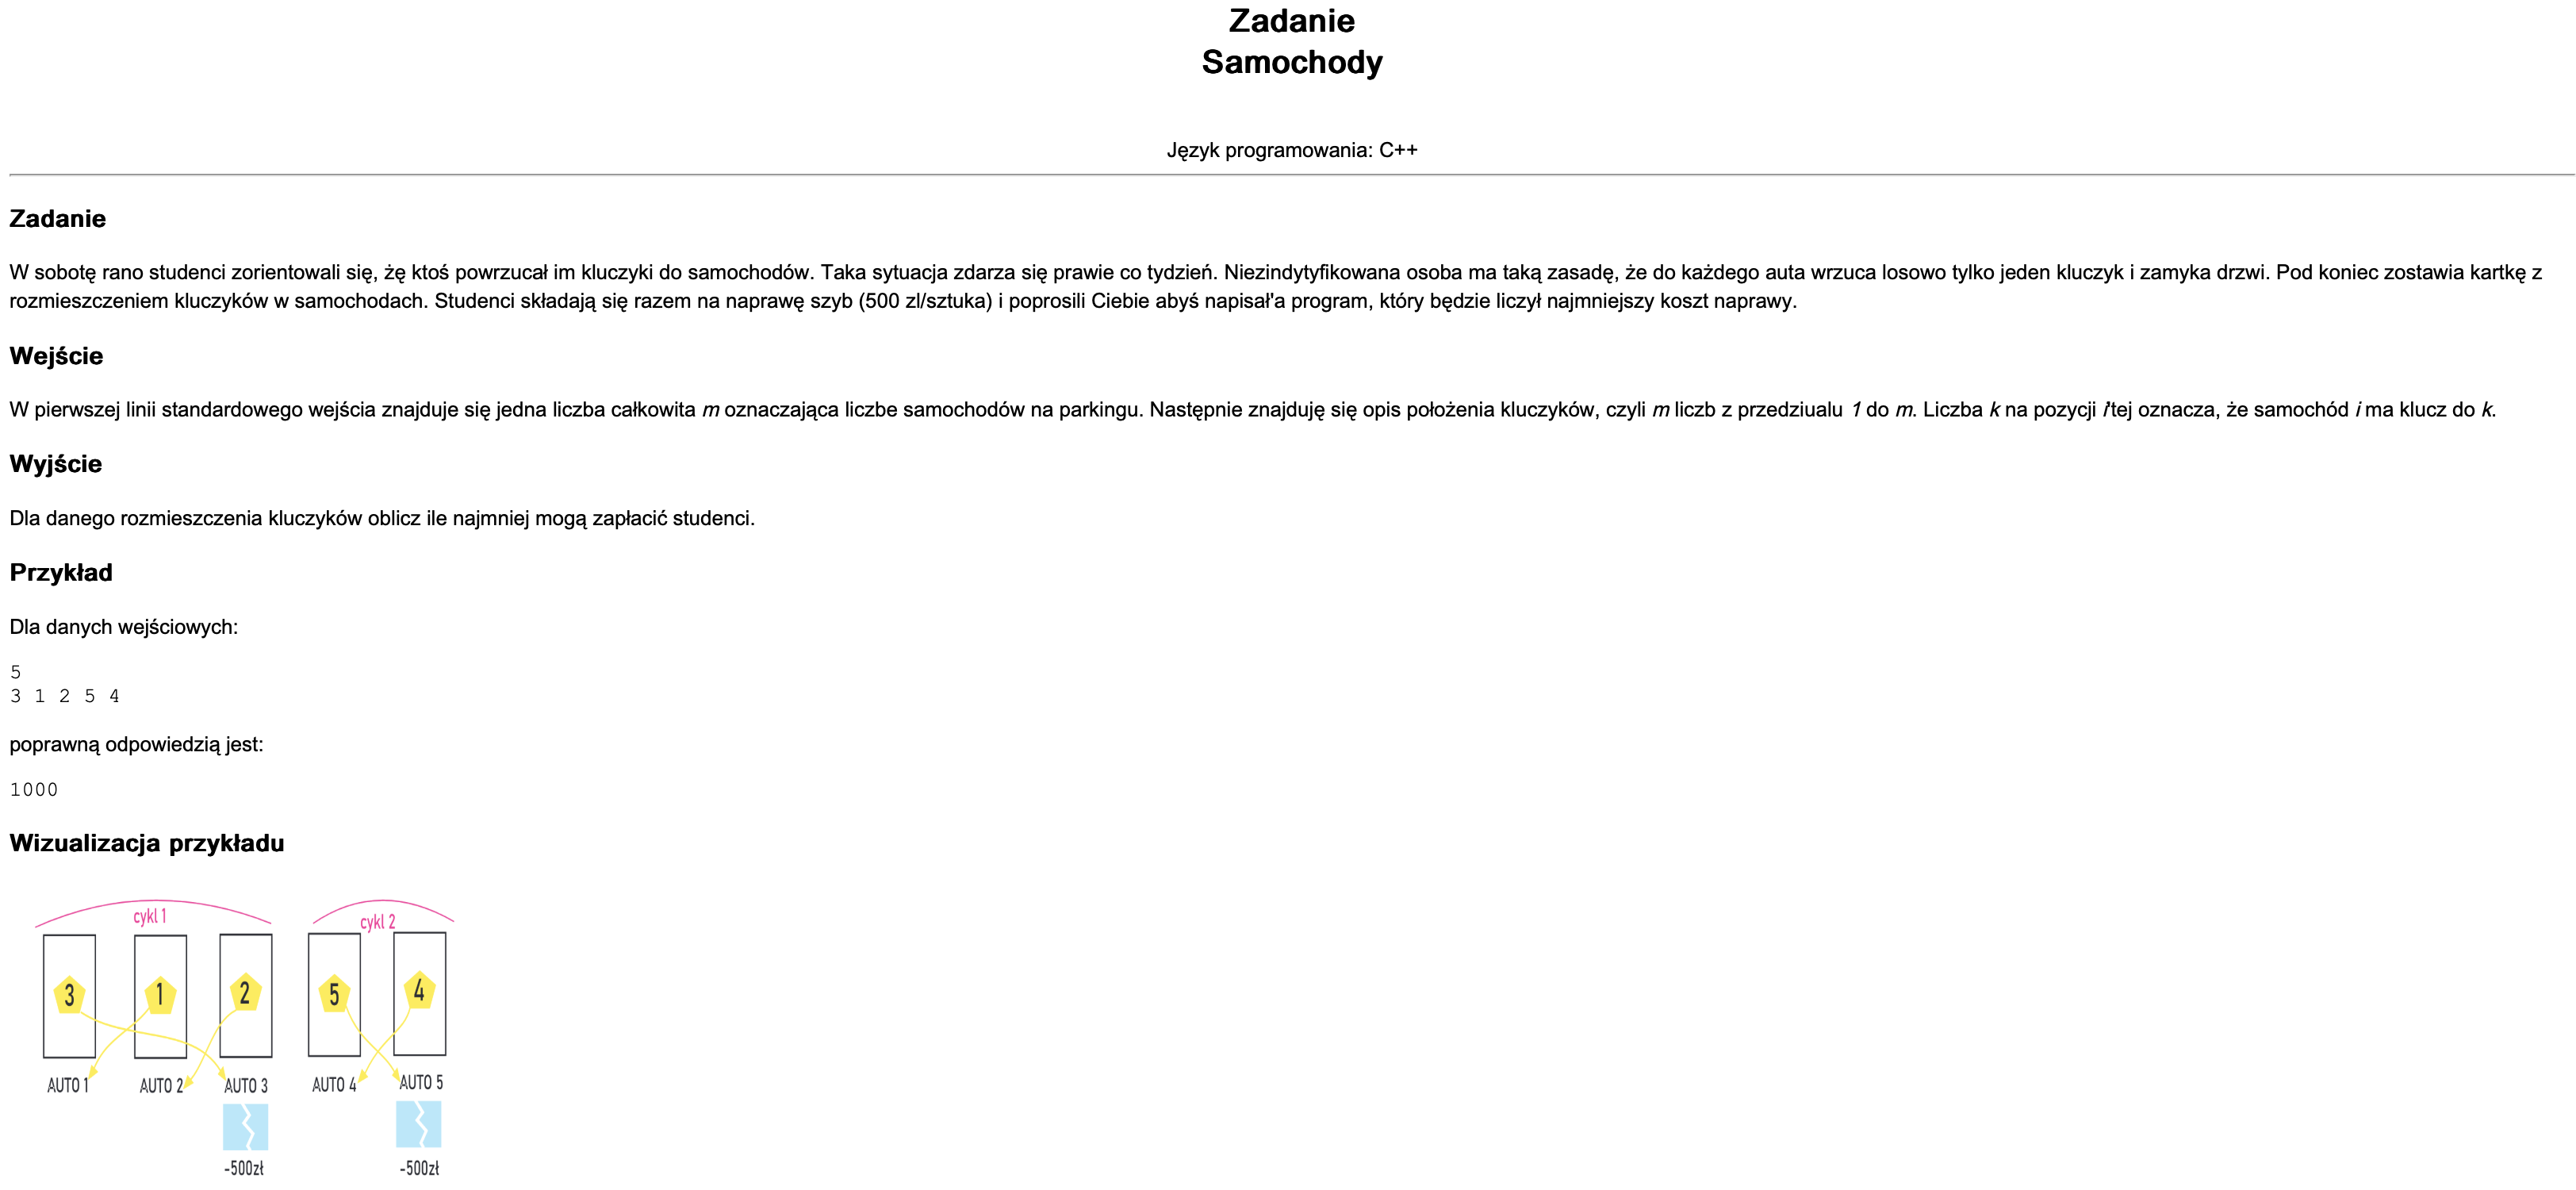 Zadanie
Samochody
Język programowania: C++
Zadanie
W sobotę rano studenci zorientowali się, żę ktoś powrzucał im kluczyki do samochodów. Taka sytuacja zdarza się prawie co tydzień. Niezindytyfikowana osoba ma taką zasadę, że do każdego auta wrzuca losowo tylko jeden kluczyk i zamyka drzwi. Pod koniec zostawia kartkę z
rozmieszczeniem kluczyków w samochodach. Studenci składają się razem na naprawę szyb (500 zl/sztuka) i poprosili Ciebie abyś napisał'a program, który będzie liczył najmniejszy koszt naprawy.
Wejście
W pierwszej linii standardowego wejścia znajduje się jedna liczba całkowita m oznaczająca liczbe samochodów na parkingu. Następnie znajduję się opis położenia kluczyków, czyli m liczb z przedziualu 1 do m. Liczba k na pozycji i'tej oznacza, że samochód i ma klucz do k.
Wyjście
Dla danego rozmieszczenia kluczyków oblicz ile najmniej mogą zapłacić studenci.
Przykład
Dla danych wejściowych:
5
3 1 2 5 4
poprawną odpowiedzią jest:
1000
Wizualizacja przykładu
cykl 1 cykl 2
3 1 2 5 4
AUTO 1 AUTO 2 AUTO 3 AUTO 4 AUTO 5
-500zł -500zł